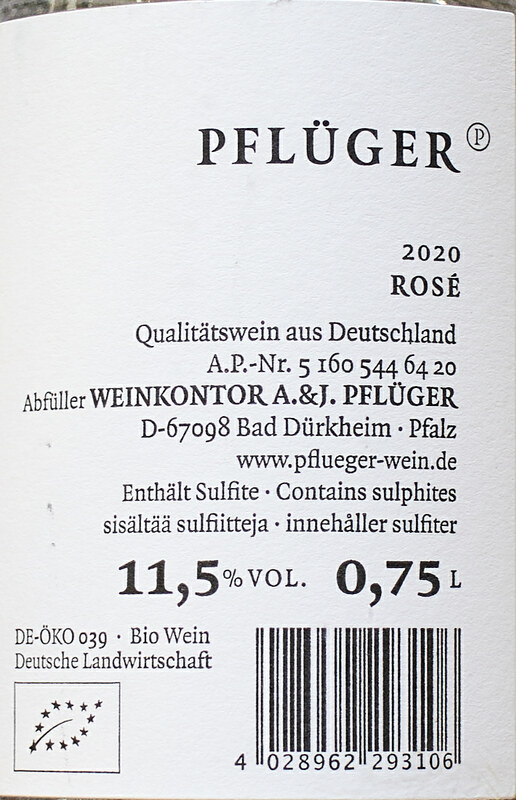 PFLÜGER Ⓟ
2020
ROSÉ
Qualitätswein aus Deutschland
A.P.-Nr. 5 160 544 64 20
Abfüller WEINKONTOR A.&J. PFLÜGER
D-67098 Bad Dürkheim · Pfalz
www.pflueger-wein.de
Enthält Sulfite · Contains sulphites
sisältää sulfiitteja · innehåller sulfiter
11,5 % VOL. 0,75 L
DE-ÖKO 039 · Bio Wein
Deutsche Landwirtschaft
4 028962 293106